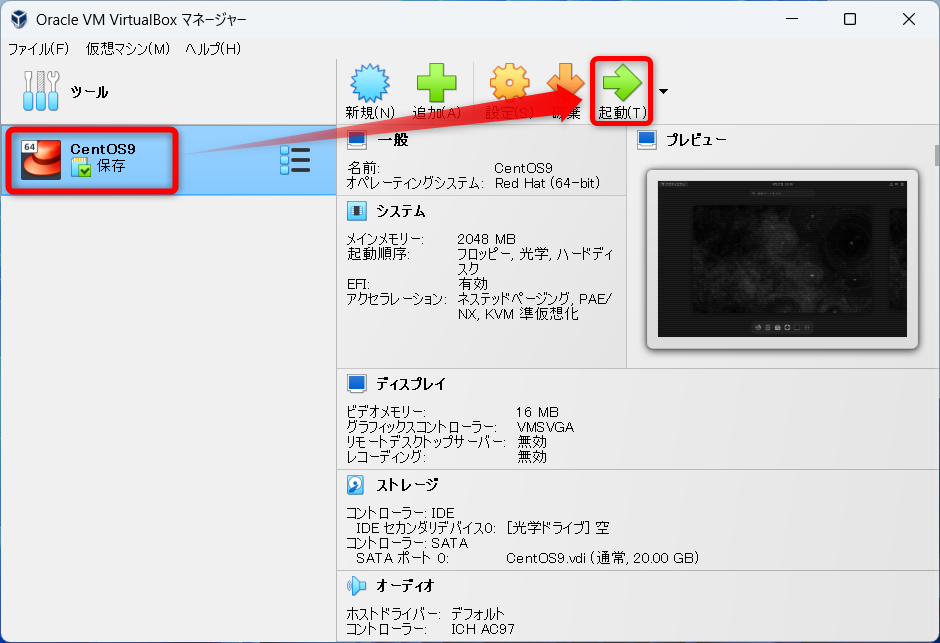 Oracle VM VirtualBox マネージャー
ファイル(F) 仮想マシン(M) ヘルプ(H)
ツール
新規(N) 追加(A) 設定(S) 破棄 起動(T)
64
CentOS9
保存
一般
名前: CentOS9
オペレーティングシステム: Red Hat (64-bit)
プレビュー
システム
メインメモリー: 2048 MB
起動順序: フロッピー, 光学, ハードディ
スク
EFI: 有効
アクセラレーション: ネステッドページング, PAE/
NX, KVM 準仮想化
ディスプレイ
ビデオメモリー: 16 MB
グラフィックスコントローラー: VMSVGA
リモートデスクトップサーバー: 無効
レコーディング: 無効
ストレージ
コントローラー: IDE
IDE セカンダリデバイス0: [光学ドライブ] 空
コントローラー: SATA
SATA ポート 0: CentOS9.vdi (通常, 20.00 GB)
オーディオ
ホストドライバー: デフォルト
コントローラー: ICH AC97